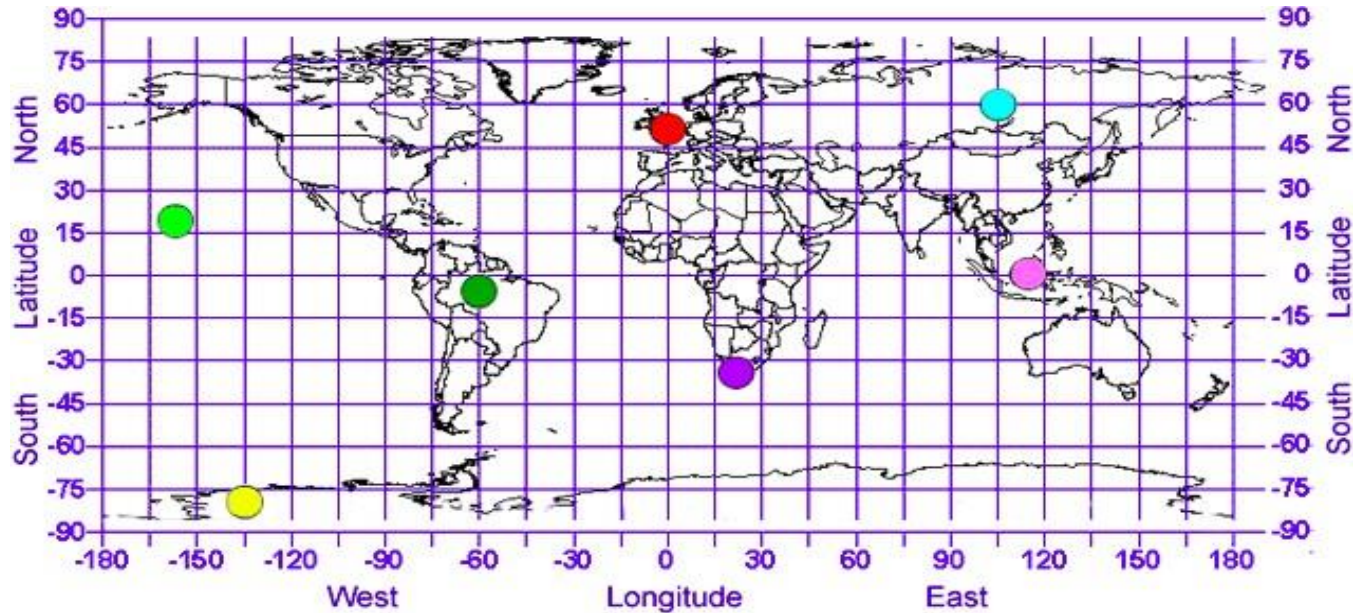 90 90
75 75
60 60
45 45
30 30
15 15
0 0
-15 -15
-30 -30
-45 -45
-60 -60
-75 -75
-90 -90
North
Latitude
South
North
Latitude
South
-180 -150 -120 -90 -60 -30 0 30 60 90 120 150 180
West Longitude East